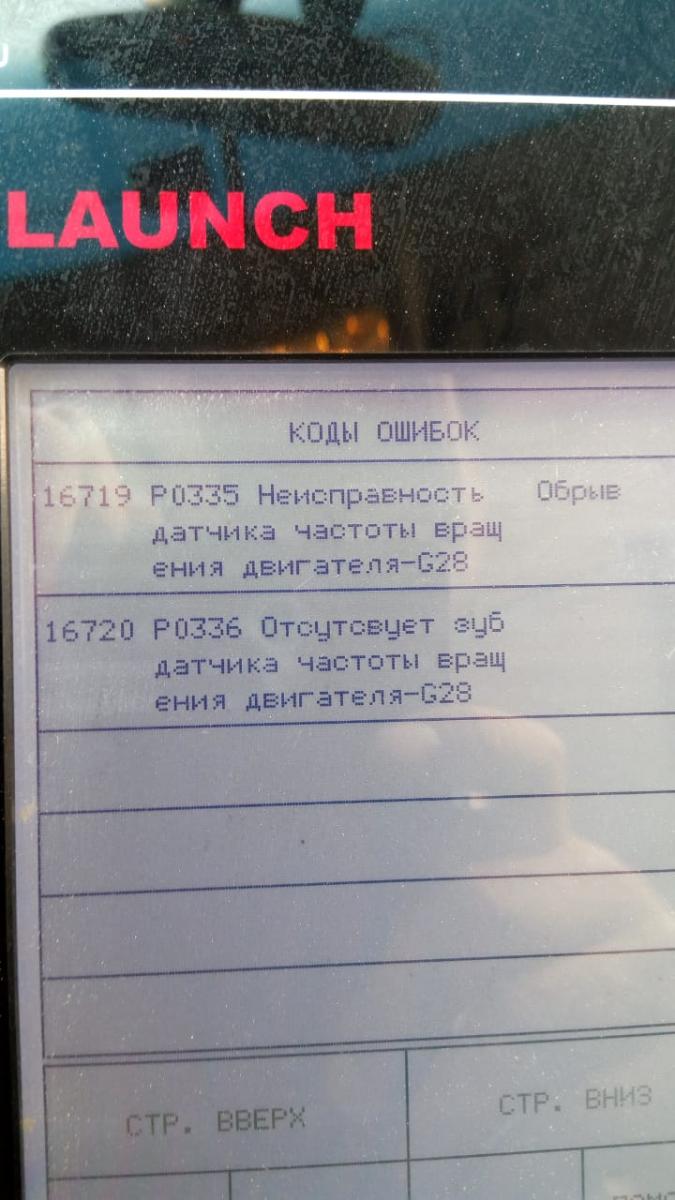 LAUNCH
КОДЫ ОШИБОК
16719 P0335 Неисправность Обрыв
датчика частоты вращ
ения двигателя-G28
16720 P0336 Отсутсвует зуб
датчика частоты вращ
ения двигателя-G28
СТР. ВВЕРХ СТР. ВНИЗ